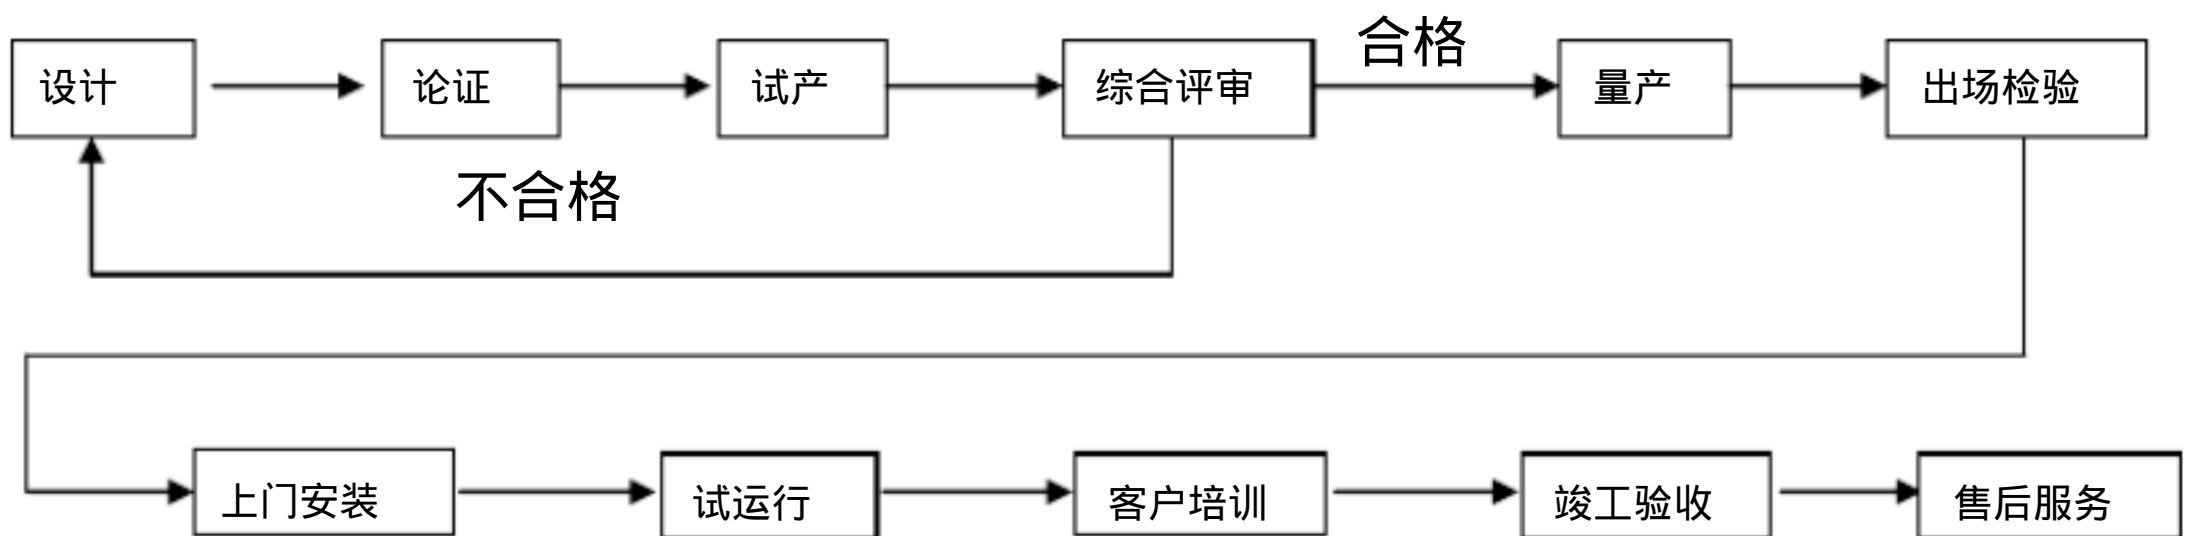 设计
论证
试产
综合评审
合格
量产
出场检验
不合格
上门安装
试运行
客户培训
竣工验收
售后服务